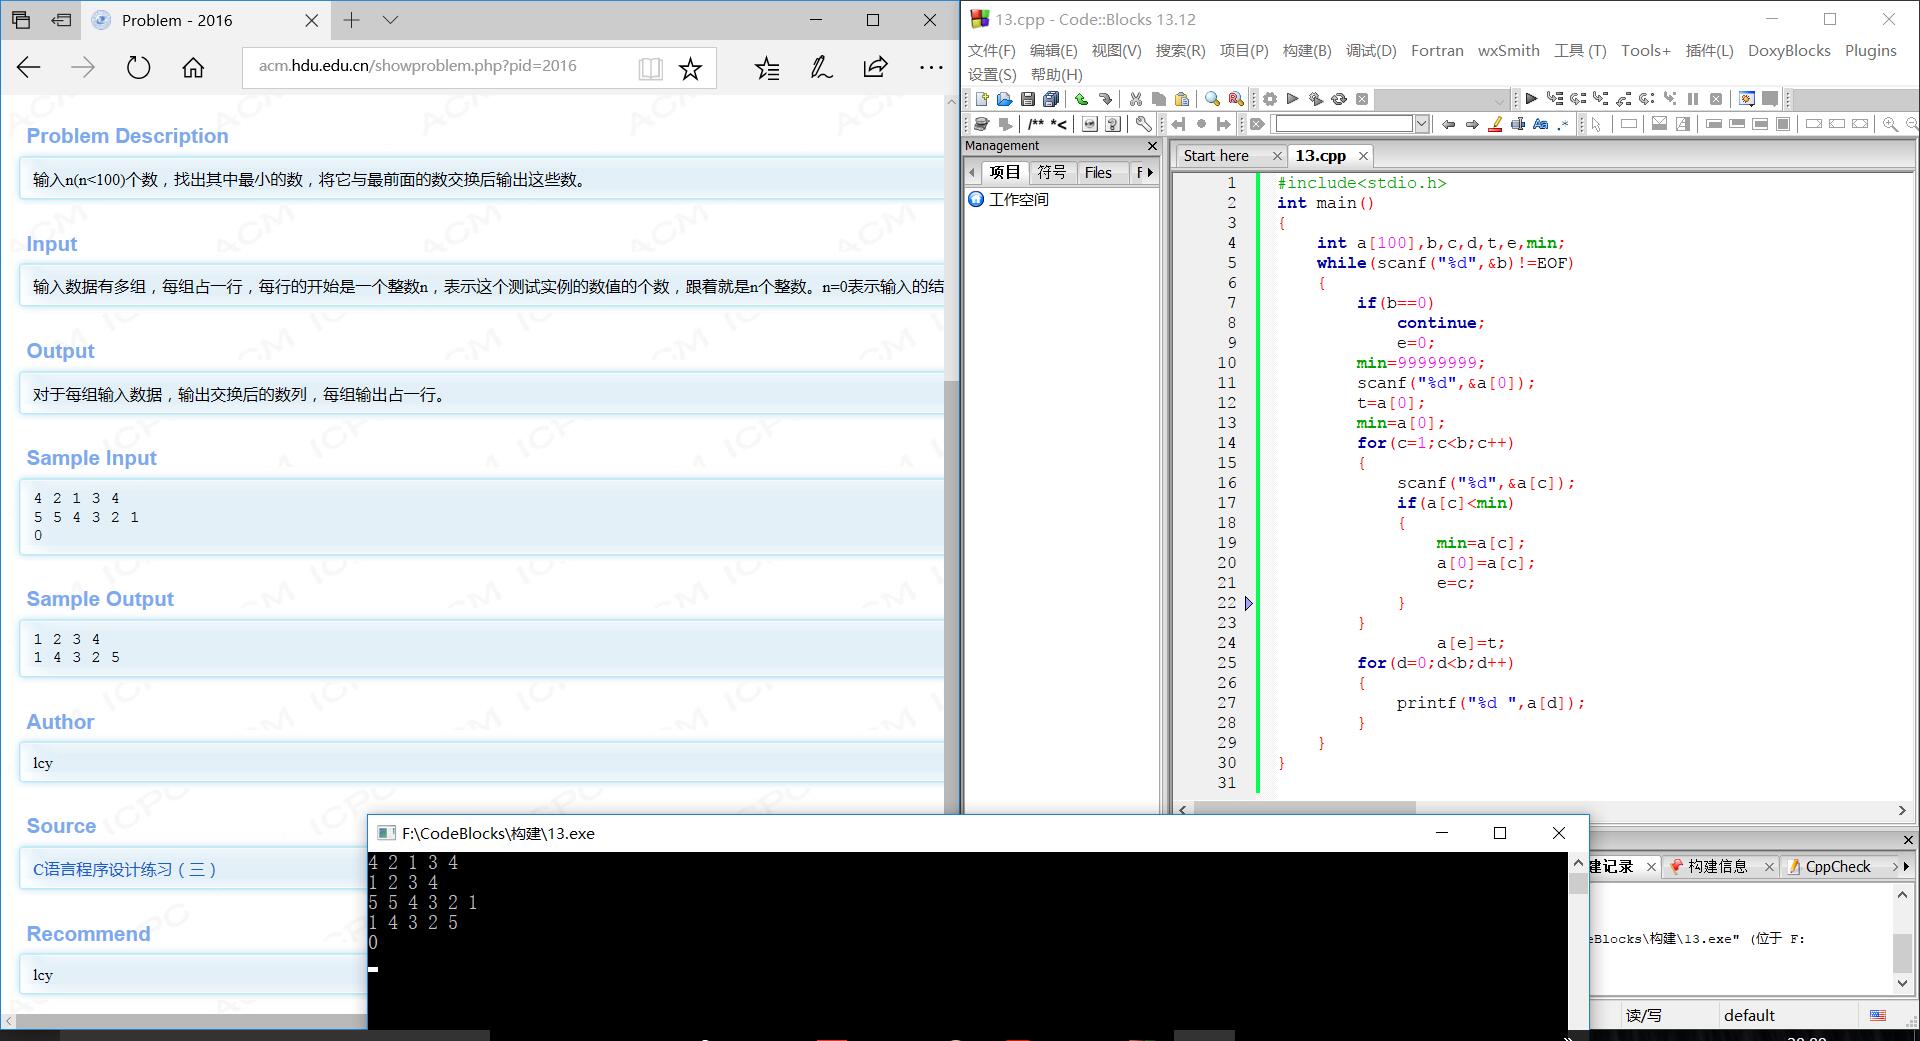 Problem - 2016
acm.hdu.edu.cn/showproblem.php?pid=2016
Problem Description
输入n(n<100)个数，找出其中最小的数，将它与最前面的数交换后输出这些数。
Input
输入数据有多组，每组占一行，每行的开始是一个整数n，表示这个测试实例的数值的个数，跟着就是n个整数。n=0表示输入的结
Output
对于每组输入数据，输出交换后的数列，每组输出占一行。
Sample Input
4 2 1 3 4
5 5 4 3 2 1
0
Sample Output
1 2 3 4
1 4 3 2 5
Author
lcy
Source
C语言程序设计练习（三）
Recommend
lcy
13.cpp - Code::Blocks 13.12
文件(F) 编辑(E) 视图(V) 搜索(R) 项目(P) 构建(B) 调试(D) Fortran wxSmith 工具 (T) Tools+ 插件(L) DoxyBlocks Plugins
设置(S) 帮助(H)
/** *<
Management
项目 符号 Files F
工作空间
Start here 13.cpp
1 #include<stdio.h>
2 int main()
3 {
4 int a[100],b,c,d,t,e,min;
5 while(scanf("%d",&b)!=EOF)
6 {
7 if(b==0)
8 continue;
9 e=0;
10 min=99999999;
11 scanf("%d",&a[0]);
12 t=a[0];
13 min=a[0];
14 for(c=1;c<b;c++)
15 {
16 scanf("%d",&a[c]);
17 if(a[c]<min)
18 {
19 min=a[c];
20 a[0]=a[c];
21 e=c;
22 }
23 }
24 a[e]=t;
25 for(d=0;d<b;d++)
26 {
27 printf("%d ",a[d]);
28 }
29 }
30 }
31
F:\CodeBlocks\构建\13.exe
4 2 1 3 4
1 2 3 4
5 5 4 3 2 1
1 4 3 2 5
0
建记录 构建信息 CppCheck
eBlocks\构建\13.exe" (位于 F:
读/写 default